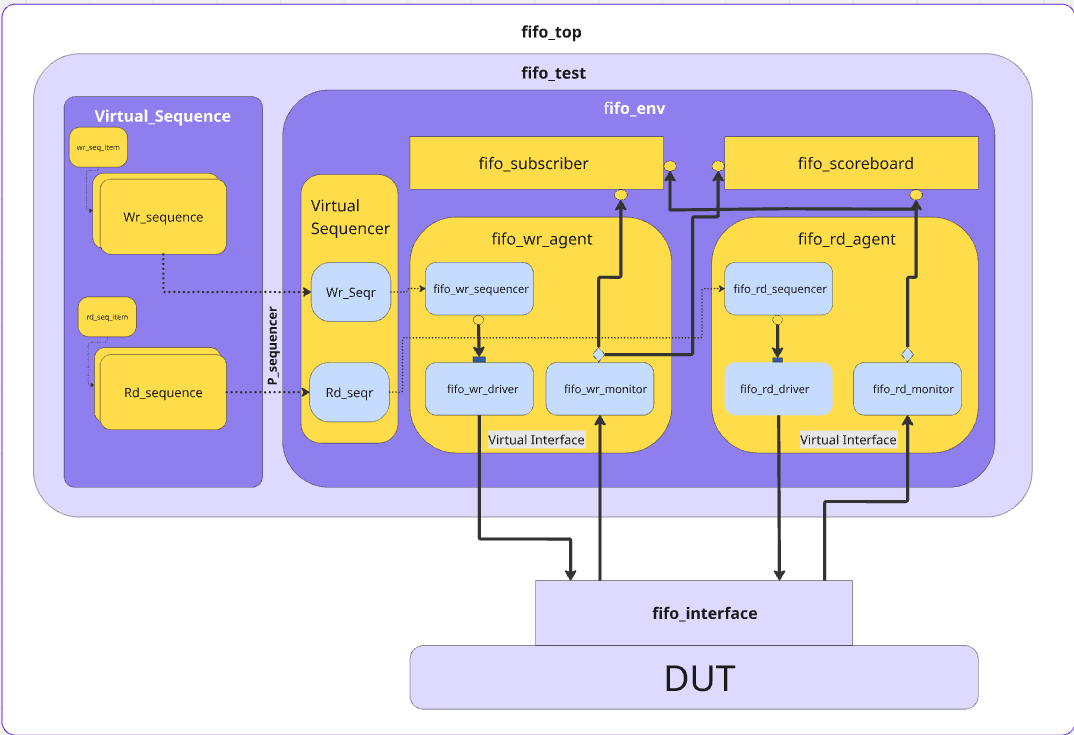 fifo_top
fifo_test
Virtual_Sequence
wr_seq_item
Wr_sequence
rd_seq_item
Rd_sequence
P_sequencer
fifo_env
fifo_subscriber
fifo_scoreboard
Virtual
Sequencer
Wr_Seqr
Rd_seqr
fifo_wr_agent
fifo_wr_sequencer
fifo_wr_driver
fifo_wr_monitor
Virtual Interface
fifo_rd_agent
fifo_rd_sequencer
fifo_rd_driver
fifo_rd_monitor
Virtual Interface
fifo_interface
DUT